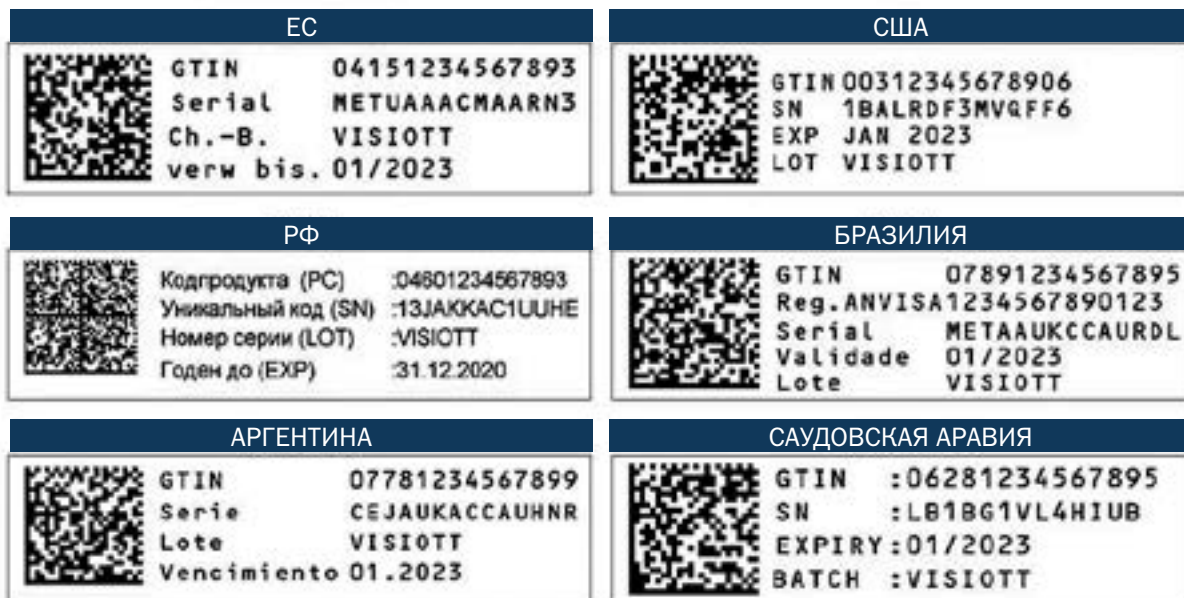 ЕС
GTIN 04151234567893
Serial METUAAACMAARN3
Ch.-B. VISIOTT
verw bis. 01/2023
США
GTIN 00312345678906
SN 1BALRDF3MVQFF6
EXP JAN 2023
LOT VISIOTT
РФ
Кодпродукта (PC) :04601234567893
Уникальный код (SN) :13JAKKAC1UUHE
Номер серии (LOT) :VISIOTT
Годен до (EXP) :31.12.2020
БРАЗИЛИЯ
GTIN 07891234567895
Reg.ANVISA 1234567890123
Serial METAAUKCCAURDL
Validade 01/2023
Lote VISIOTT
АРГЕНТИНА
GTIN 07781234567899
Serie CEJAUKACCAUHNR
Lote VISIOTT
Vencimiento 01.2023
САУДОВСКАЯ АРАВИЯ
GTIN :06281234567895
SN :LB1BG1VL4HIUB
EXPIRY:01/2023
BATCH :VISIOTT